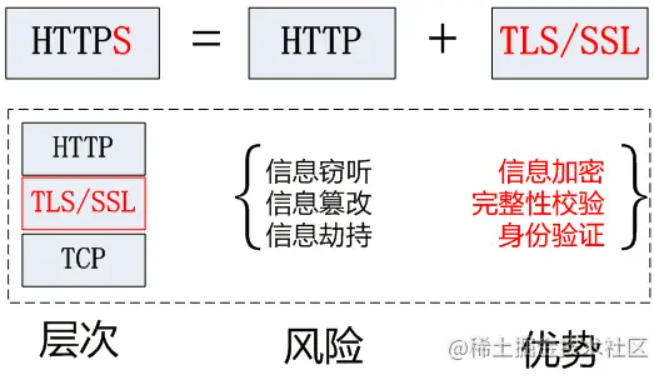 HTTPS = HTTP + TLS/SSL
HTTP
TLS/SSL
TCP
信息窃听
信息篡改
信息劫持
信息加密
完整性校验
身份验证
层次
风险
优势
@稀土掘金技术社区